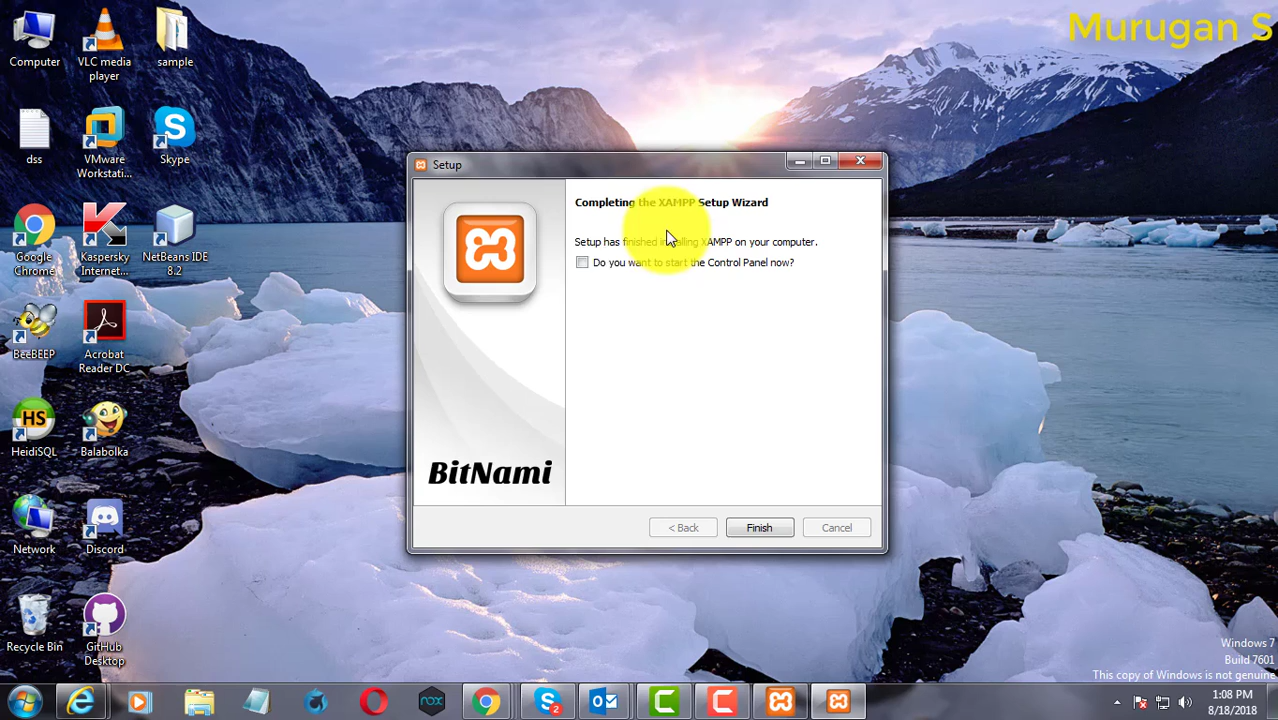 Murugan S
Computer
VLC media
player
sample
dss
VMware
Workstati...
Skype
Google
Chrome
Kaspersky
Internet...
NetBeans IDE
8.2
BeeBEEP
Acrobat
Reader DC
HS
HeidiSQL
Balabolka
Network
Discord
Recycle Bin
GitHub
Desktop
Setup
Completing the XAMPP Setup Wizard
Setup has finished installing XAMPP on your computer.
Do you want to start the Control Panel now?
BitNami
< Back
Finish
Cancel
Windows 7
Build 7601
This copy of Windows is not genuine
nox
2
1:08 PM
8/18/2018